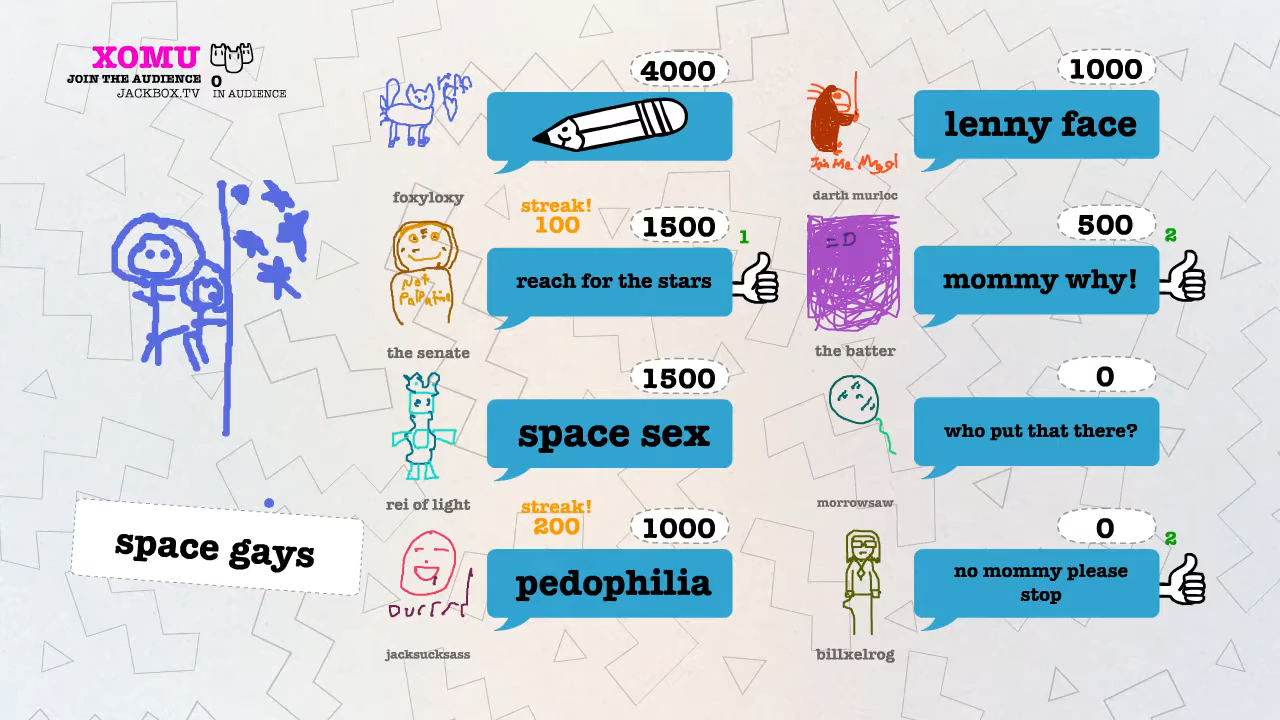 XOMU
JOIN THE AUDIENCE 0
JACKBOX.TV IN AUDIENCE
space gays
4000
foxyloxy
streak!
100
1500
1
reach for the stars
Not
Palpatine
the senate
1500
space sex
rei of light
streak!
200
1000
pedophilia
Durrrr
jacksucksass
1000
lenny face
Join Me
darth murloc
500
2
mommy why!
=D
the batter
0
who put that there?
morrowsaw
0
2
no mommy please
stop
billxelrog